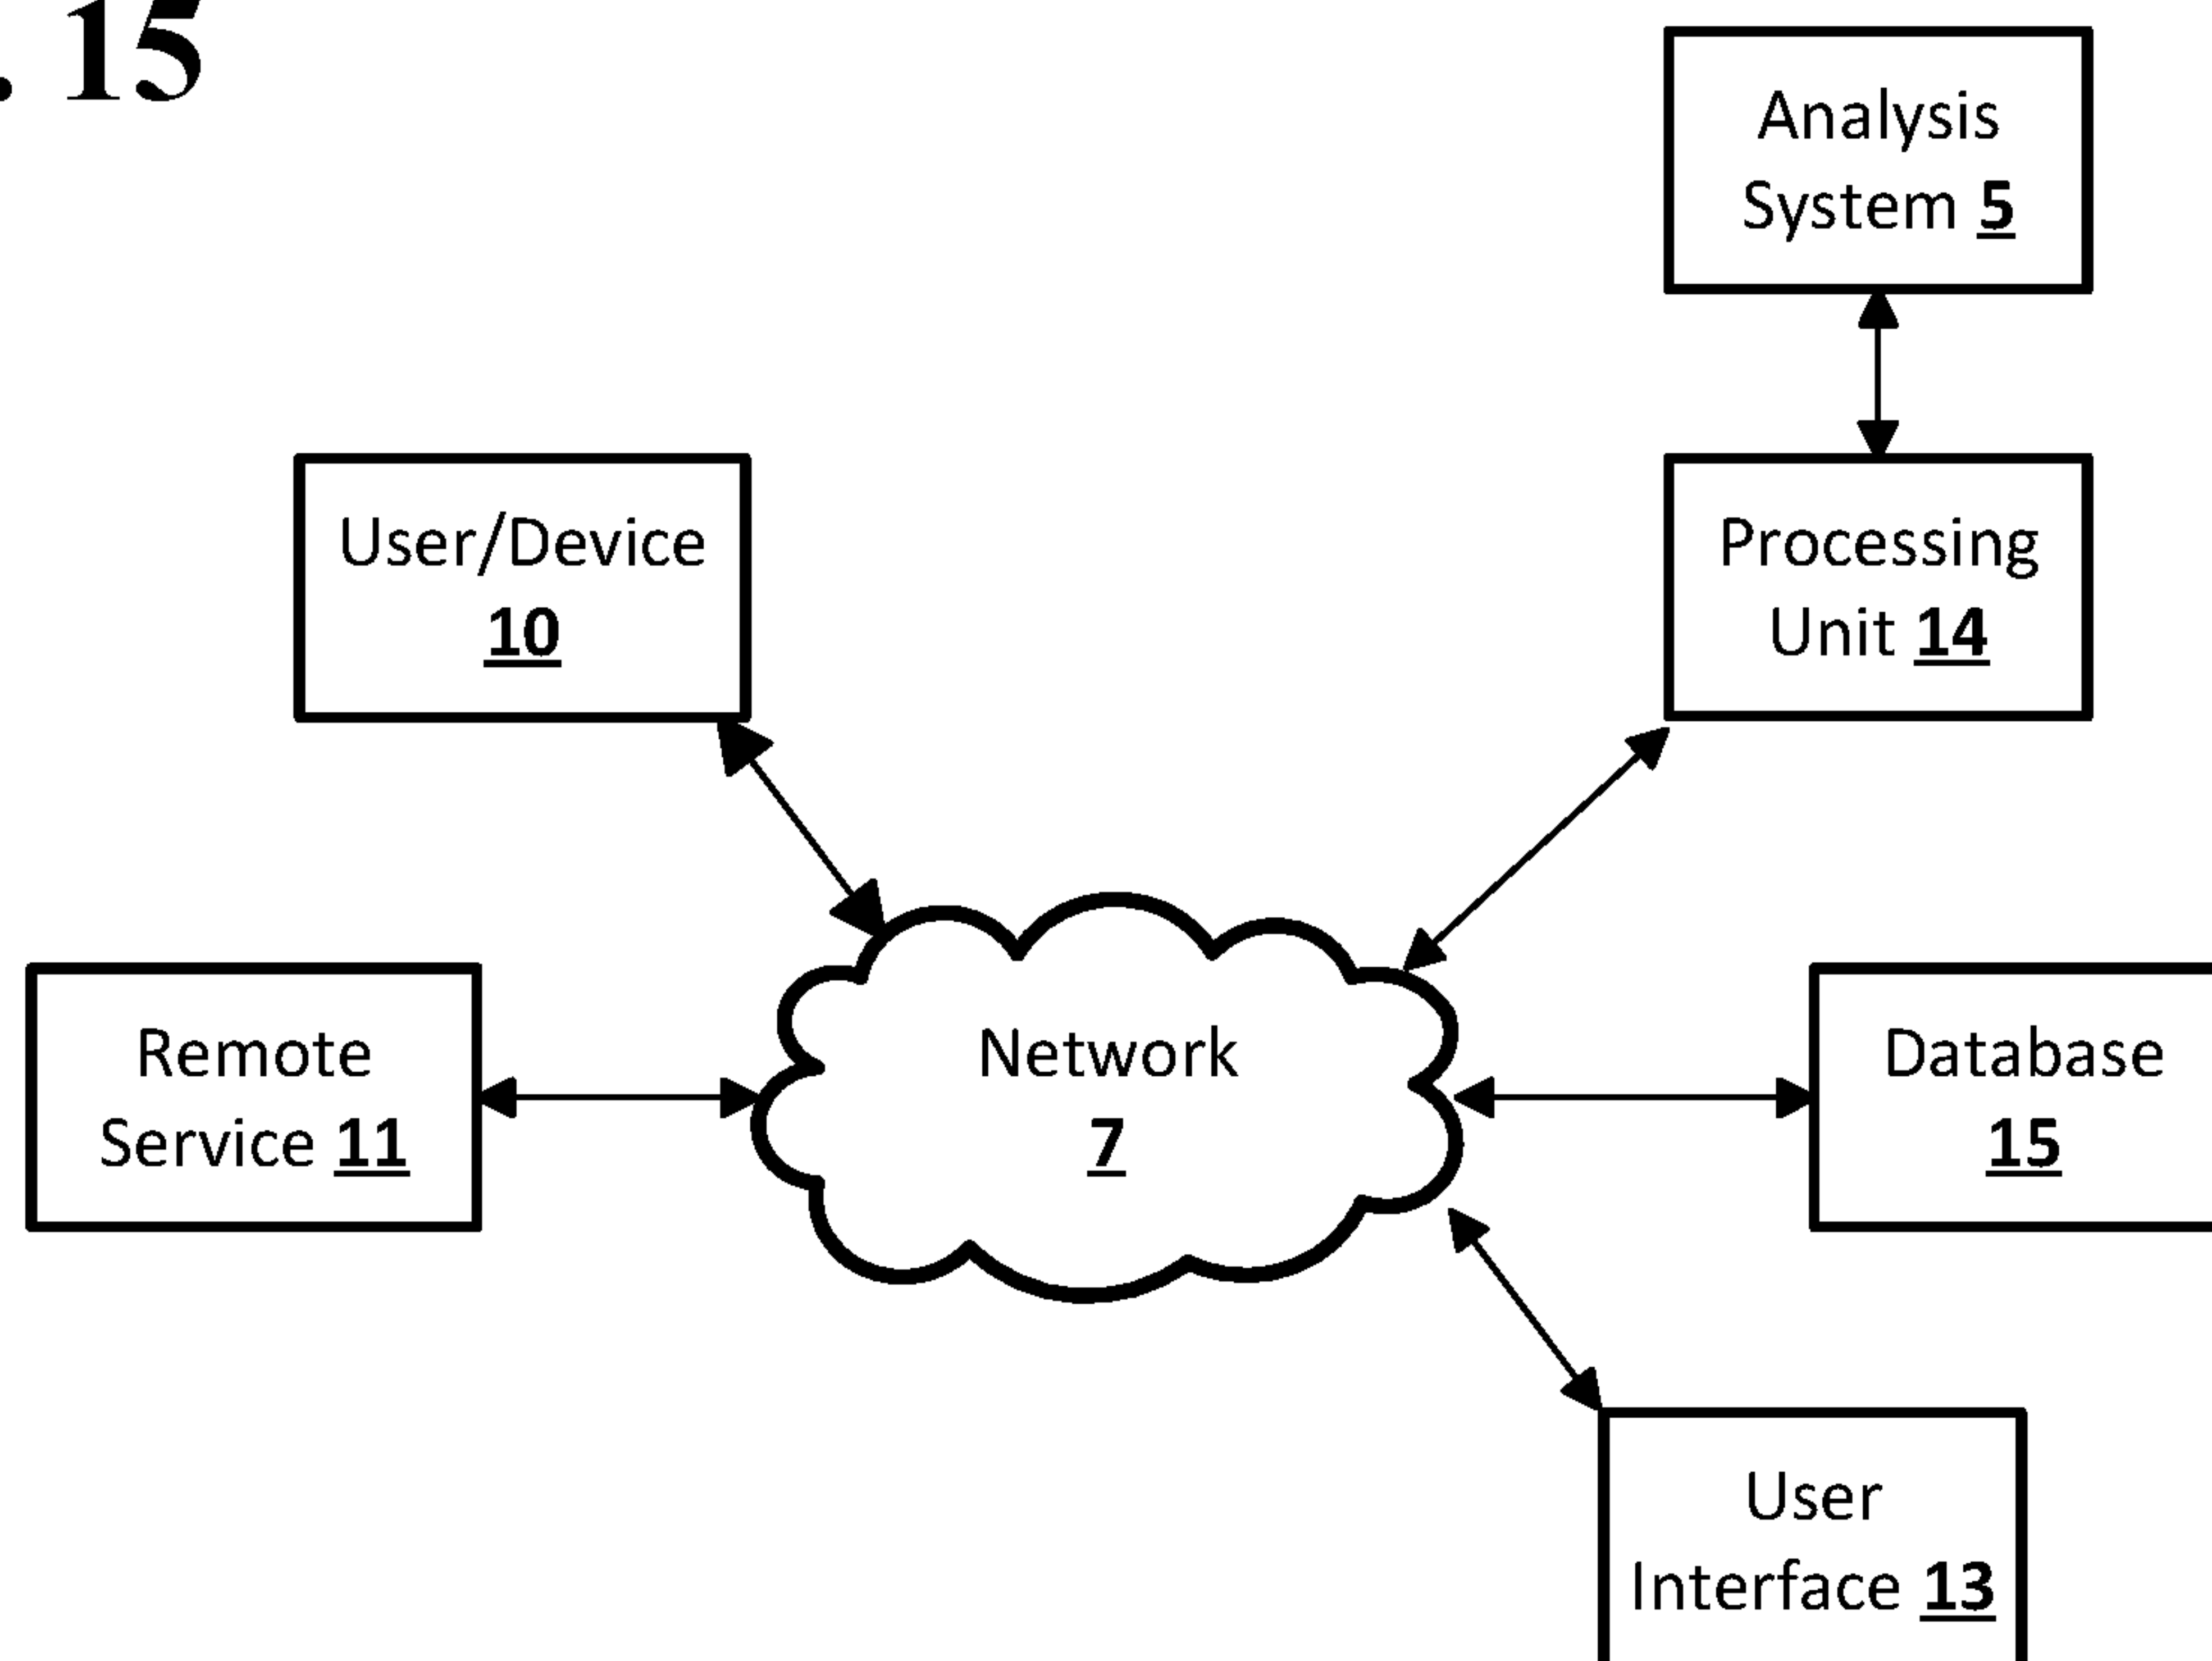 . 15
Analysis
System 5
User/Device
10
Processing
Unit 14
Remote
Service 11
Network
7
Database
15
User
Interface 13